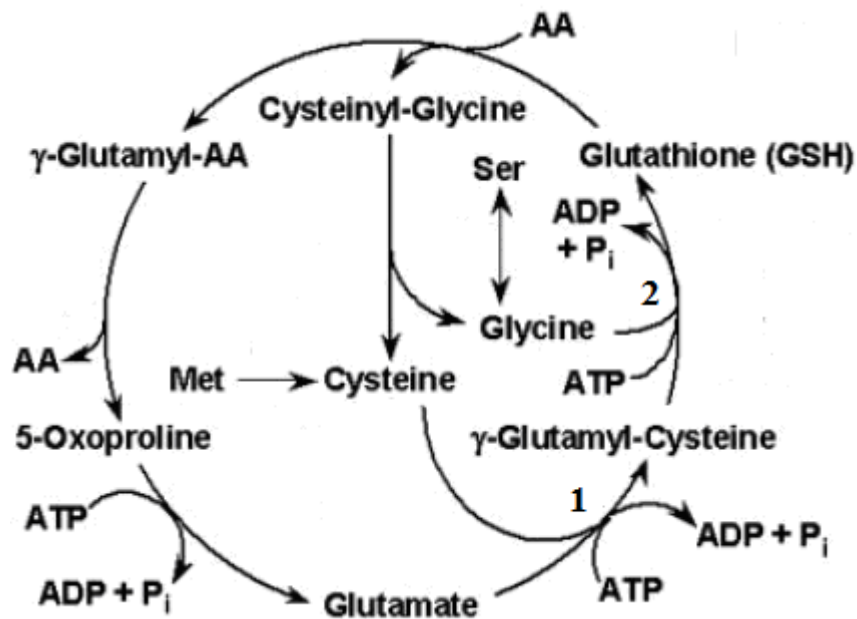 AA
Cysteinyl-Glycine
γ-Glutamyl-AA
Glutathione (GSH)
Ser
ADP
+ Pi
2
Glycine
AA
Met
Cysteine
ATP
5-Oxoproline
γ-Glutamyl-Cysteine
1
ATP
ADP + Pi
ADP + Pi
Glutamate
ATP